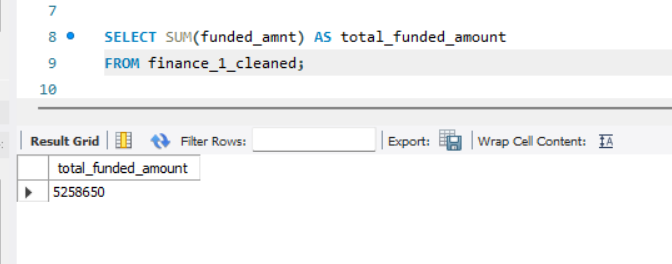 7
8 SELECT SUM(funded_amnt) AS total_funded_amount
9 FROM finance_1_cleaned;
10
Result Grid Filter Rows: Export: Wrap Cell Content:
total_funded_amount
5258650